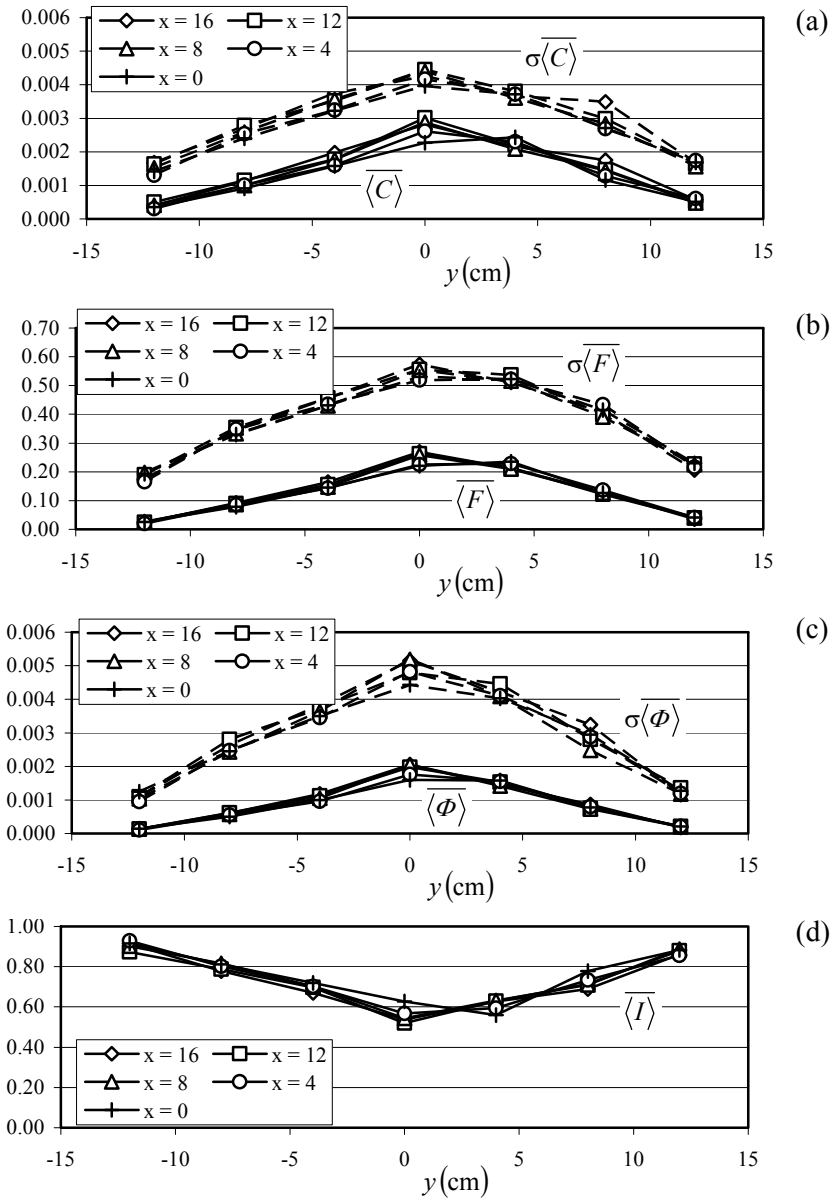 (a)
x = 16 x = 12
x = 8 x = 4
x = 0
0.006
0.005
0.004
0.003
0.002
0.001
0.000
σ⟨C⟩
⟨C⟩
-15 -10 -5 0 5 10 15
y(cm)
(b)
x = 16 x = 12
x = 8 x = 4
x = 0
0.70
0.60
0.50
0.40
0.30
0.20
0.10
0.00
σ⟨F⟩
⟨F⟩
-15 -10 -5 0 5 10 15
y(cm)
(c)
x = 16 x = 12
x = 8 x = 4
x = 0
0.006
0.005
0.004
0.003
0.002
0.001
0.000
σ⟨Φ⟩
⟨Φ⟩
-15 -10 -5 0 5 10 15
y(cm)
(d)
1.00
0.80
0.60
0.40
0.20
0.00
⟨I⟩
x = 16 x = 12
x = 8 x = 4
x = 0
-15 -10 -5 0 5 10 15
y(cm)